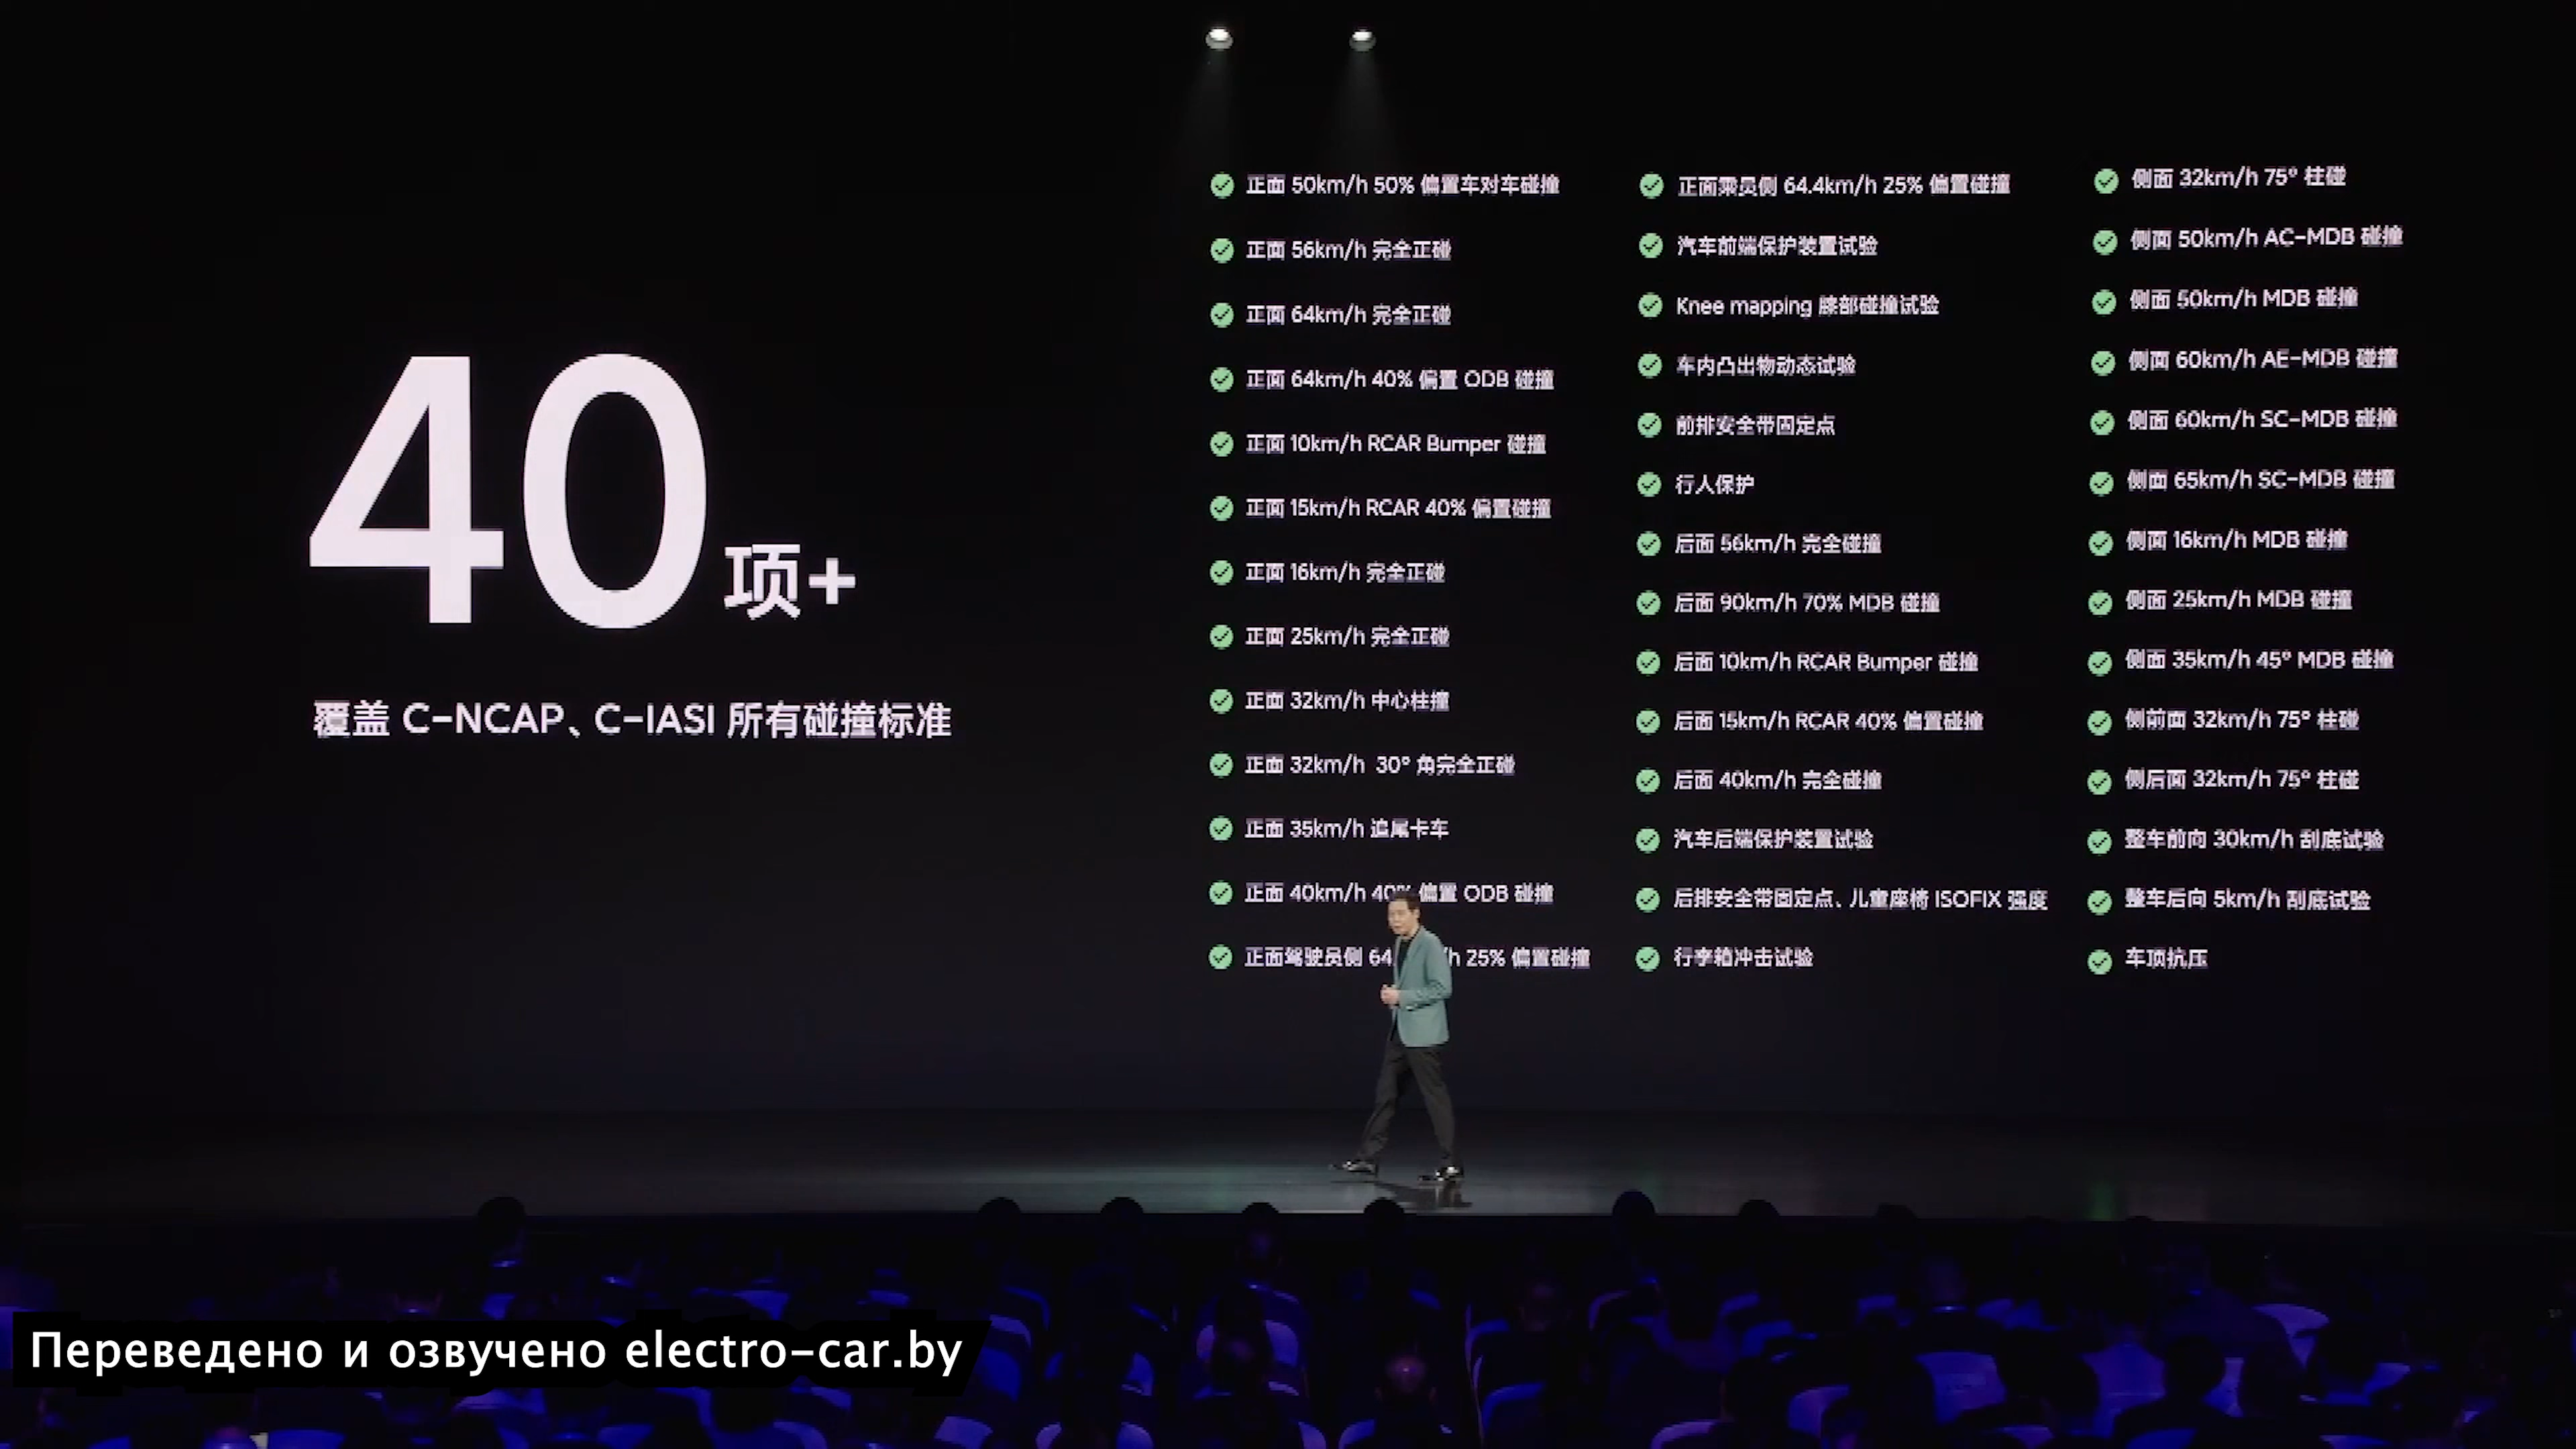 40项+
覆盖 C-NCAP、C-IASI 所有碰撞标准
正面 50km/h 50% 偏置车对车碰撞
正面 56km/h 完全正碰
正面 64km/h 完全正碰
正面 64km/h 40% 偏置 ODB 碰撞
正面 10km/h RCAR Bumper 碰撞
正面 15km/h RCAR 40% 偏置碰撞
正面 16km/h 完全正碰
正面 25km/h 完全正碰
正面 32km/h 中心柱撞
正面 32km/h 30° 角完全正碰
正面 35km/h 追尾卡车
正面 40km/h 40% 偏置 ODB 碰撞
正面驾驶员侧 64 h 25% 偏置碰撞
正面乘员侧 64.4km/h 25% 偏置碰撞
汽车前端保护装置试验
Knee mapping 膝部碰撞试验
车内凸出物动态试验
前排安全带固定点
行人保护
后面 56km/h 完全碰撞
后面 90km/h 70% MDB 碰撞
后面 10km/h RCAR Bumper 碰撞
后面 15km/h RCAR 40% 偏置碰撞
后面 40km/h 完全碰撞
汽车后端保护装置试验
后排安全带固定点、儿童座椅 ISOFIX 强度
行李箱冲击试验
侧面 32km/h 75° 柱碰
侧面 50km/h AC-MDB 碰撞
侧面 50km/h MDB 碰撞
侧面 60km/h AE-MDB 碰撞
侧面 60km/h SC-MDB 碰撞
侧面 65km/h SC-MDB 碰撞
侧面 16km/h MDB 碰撞
侧面 25km/h MDB 碰撞
侧面 35km/h 45° MDB 碰撞
侧前面 32km/h 75° 柱碰
侧后面 32km/h 75° 柱碰
整车前向 30km/h 刮底试验
整车后向 5km/h 刮底试验
车顶抗压
Переведено и озвучено electro-car.by